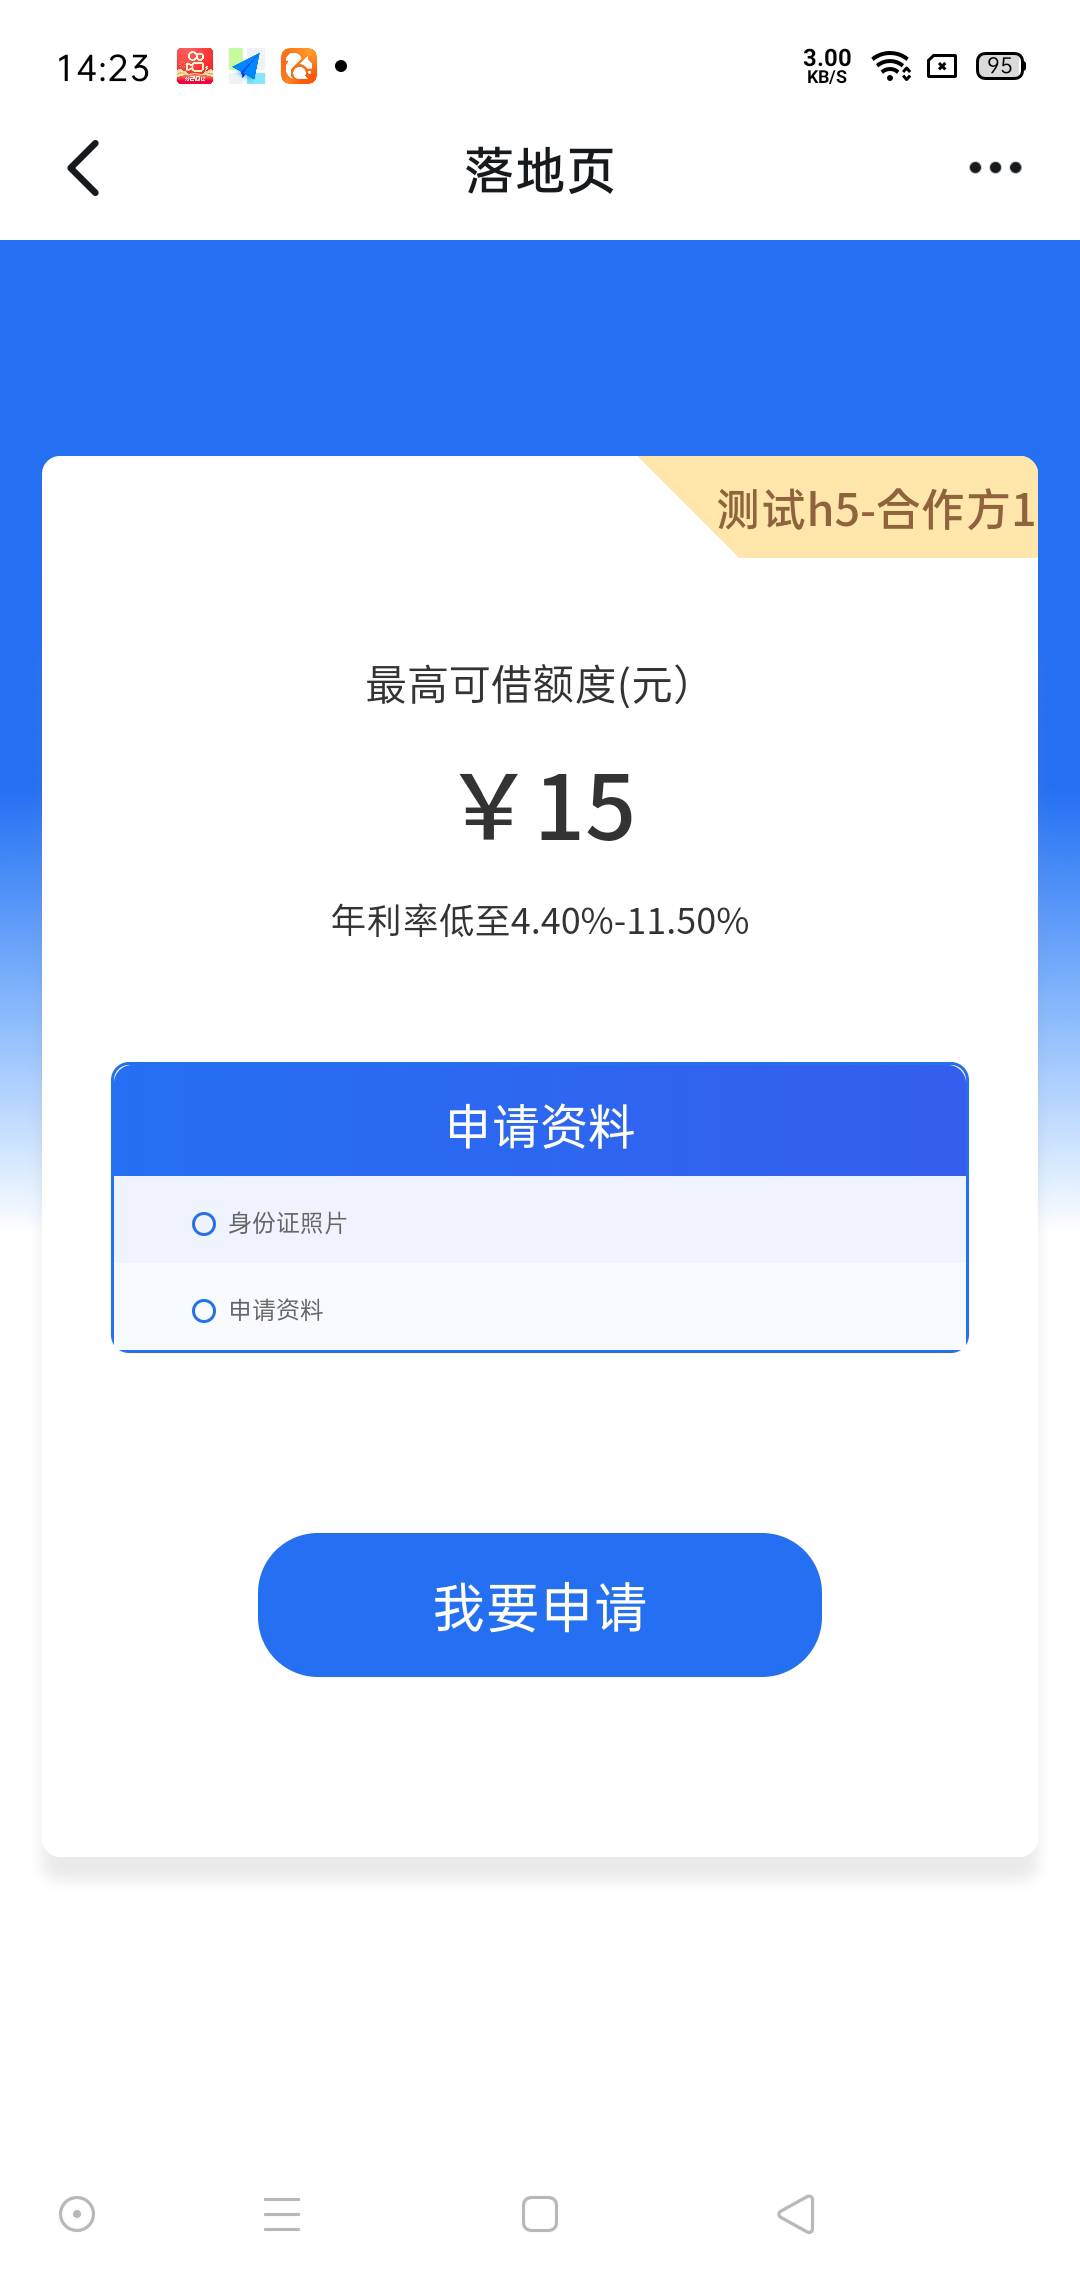 14:23
3.00
KB/S
95
落地页
测试h5-合作方1
最高可借额度(元）
￥15
年利率低至4.40%-11.50%
申请资料
身份证照片
申请资料
我要申请